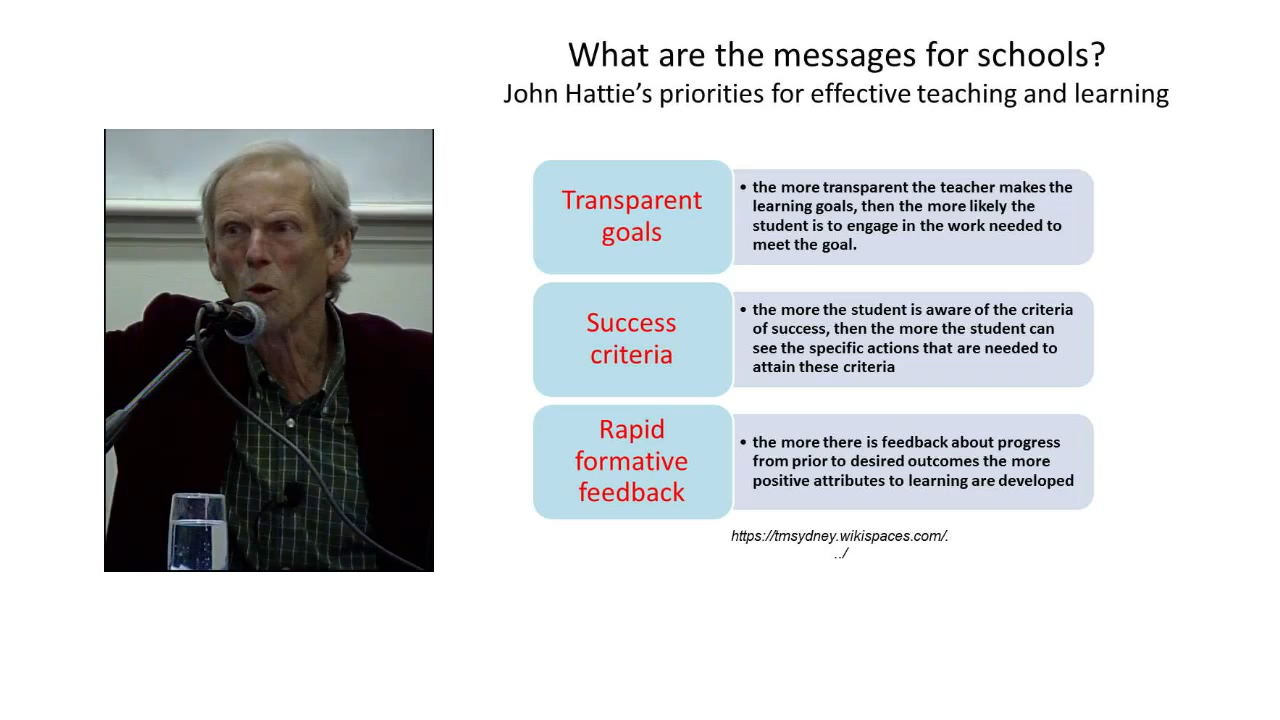 What are the messages for schools?
John Hattie’s priorities for effective teaching and learning
Transparent
goals
• the more transparent the teacher makes the
learning goals, then the more likely the
student is to engage in the work needed to
meet the goal.
Success
criteria
• the more the student is aware of the criteria
of success, then the more the student can
see the specific actions that are needed to
attain these criteria
Rapid
formative
feedback
• the more there is feedback about progress
from prior to desired outcomes the more
positive attributes to learning are developed
https://tmsydney.wikispaces.com/.
../